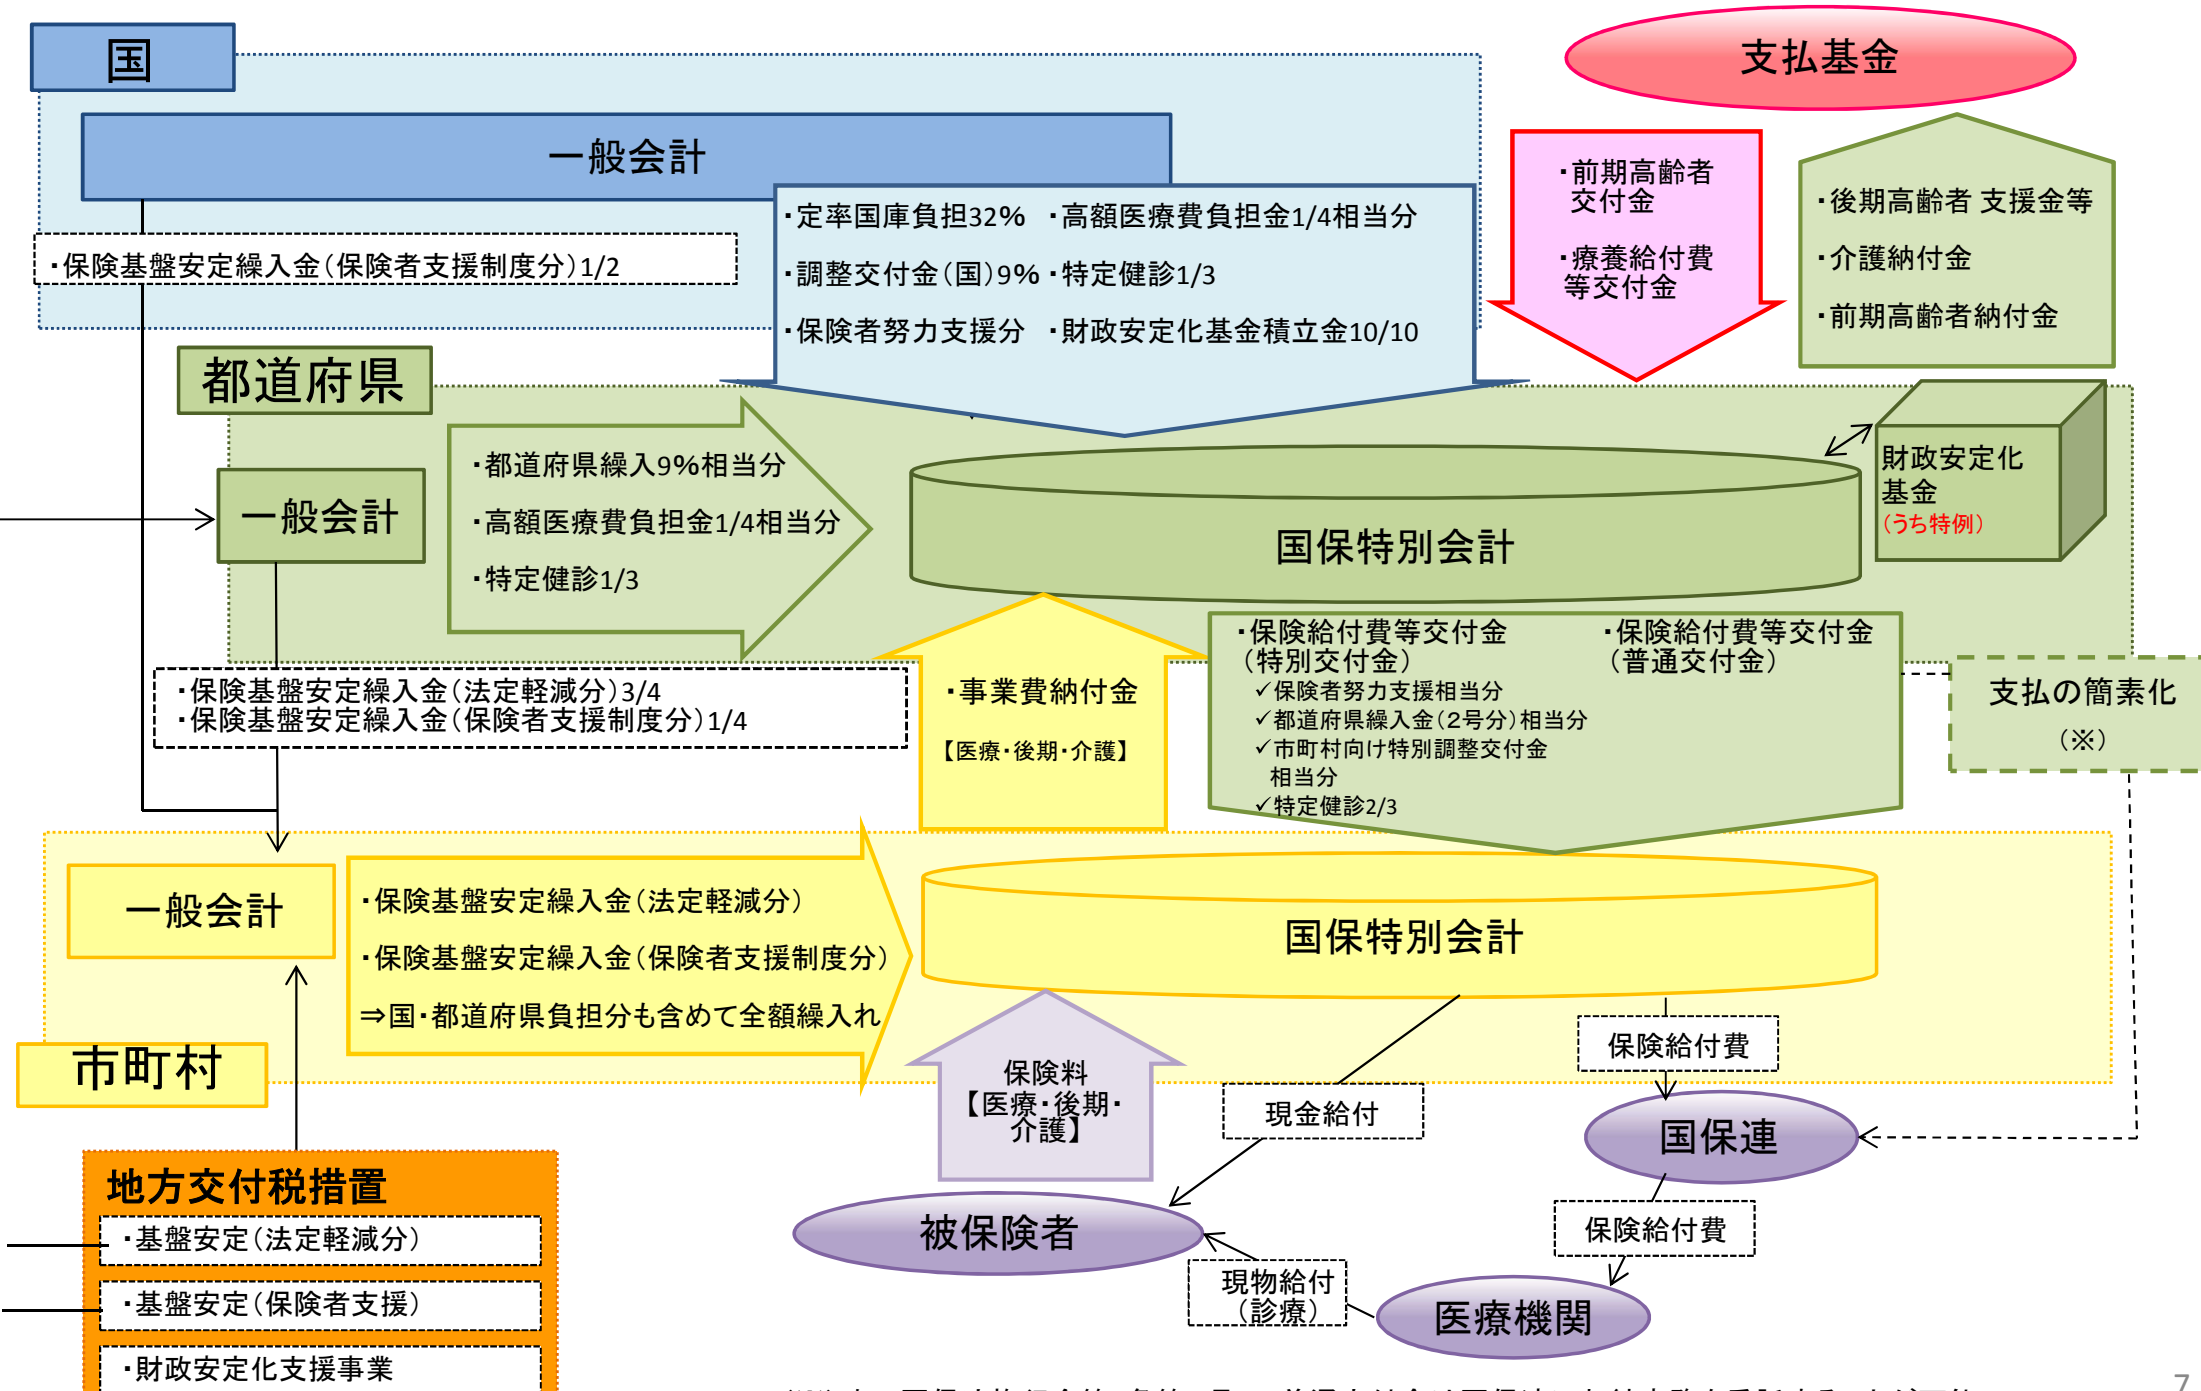 国
支払基金
一般会計
・定率国庫負担32% ・高額医療費負担金1/4相当分
・調整交付金(国)9% ・特定健診1/3
・保険者努力支援分 ・財政安定化基金積立金10/10
・保険基盤安定繰入金(保険者支援制度分)1/2
・前期高齢者
交付金
・療養給付費
等交付金
・後期高齢者 支援金等
・介護納付金
・前期高齢者納付金
都道府県
一般会計
・都道府県繰入9%相当分
・高額医療費負担金1/4相当分
・特定健診1/3
国保特別会計
財政安定化
基金
(うち特例)
・保険基盤安定繰入金(法定軽減分)3/4
・保険基盤安定繰入金(保険者支援制度分)1/4
・事業費納付金
【医療・後期・介護】
・保険給付費等交付金
(特別交付金)
✓保険者努力支援相当分
✓都道府県繰入金(2号分)相当分
✓市町村向け特別調整交付金
相当分
✓特定健診2/3
・保険給付費等交付金
(普通交付金)
支払の簡素化
(※)
一般会計
・保険基盤安定繰入金(法定軽減分)
・保険基盤安定繰入金(保険者支援制度分)
⇒国・都道府県負担分も含めて全額繰入れ
国保特別会計
市町村
保険料
【医療・後期・
介護】
現金給付
保険給付費
国保連
地方交付税措置
・基盤安定(法定軽減分)
・基盤安定(保険者支援)
・財政安定化支援事業
被保険者
保険給付費
現物給付
(診療)
医療機関
7